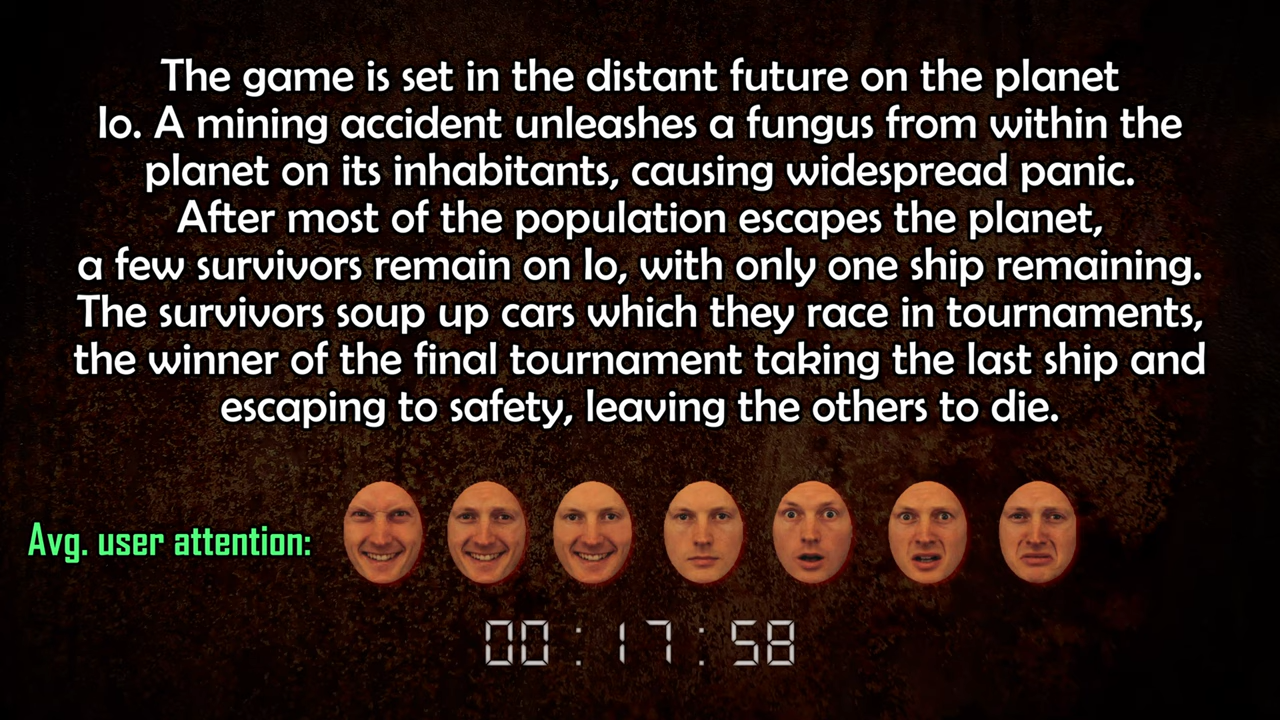 The game is set in the distant future on the planet
Io. A mining accident unleashes a fungus from within the
planet on its inhabitants, causing widespread panic.
After most of the population escapes the planet,
a few survivors remain on Io, with only one ship remaining.
The survivors soup up cars which they race in tournaments,
the winner of the final tournament taking the last ship and
escaping to safety, leaving the others to die.
Avg. user attention:
00:17:58